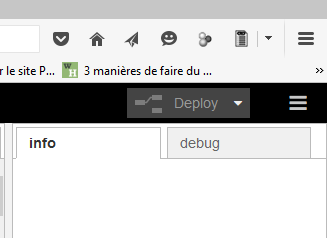 r le site P... 3 manières de faire du ... »
Deploy
info debug